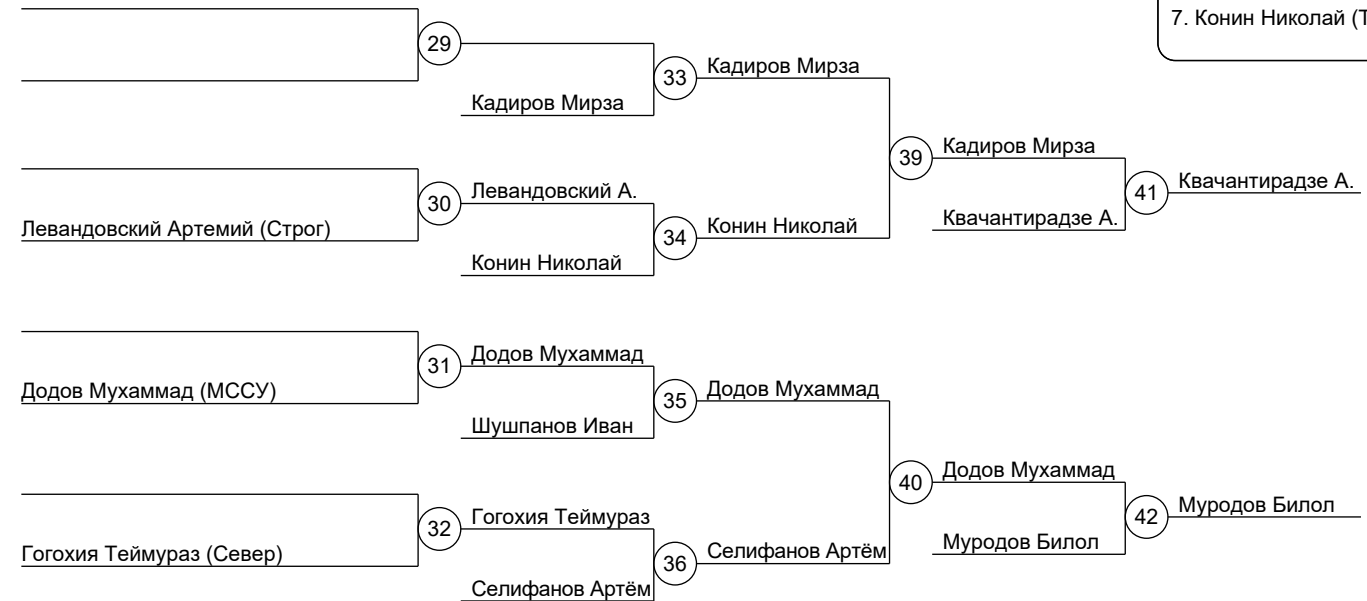 7. Конин Николай (Т
29
Кадиров Мирза
33
Кадиров Мирза
39
Кадиров Мирза
Левандовский Артемий (Строг)
30
Левандовский А.
Конин Николай
34
Конин Николай
Квачантирадзе А.
41
Квачантирадзе А.
Додов Мухаммад (МССУ)
31
Додов Мухаммад
Шушпанов Иван
35
Додов Мухаммад
40
Додов Мухаммад
Гогохия Теймураз (Север)
32
Гогохия Теймураз
Селифанов Артём
36
Селифанов Артём
Муродов Билол
42
Муродов Билол